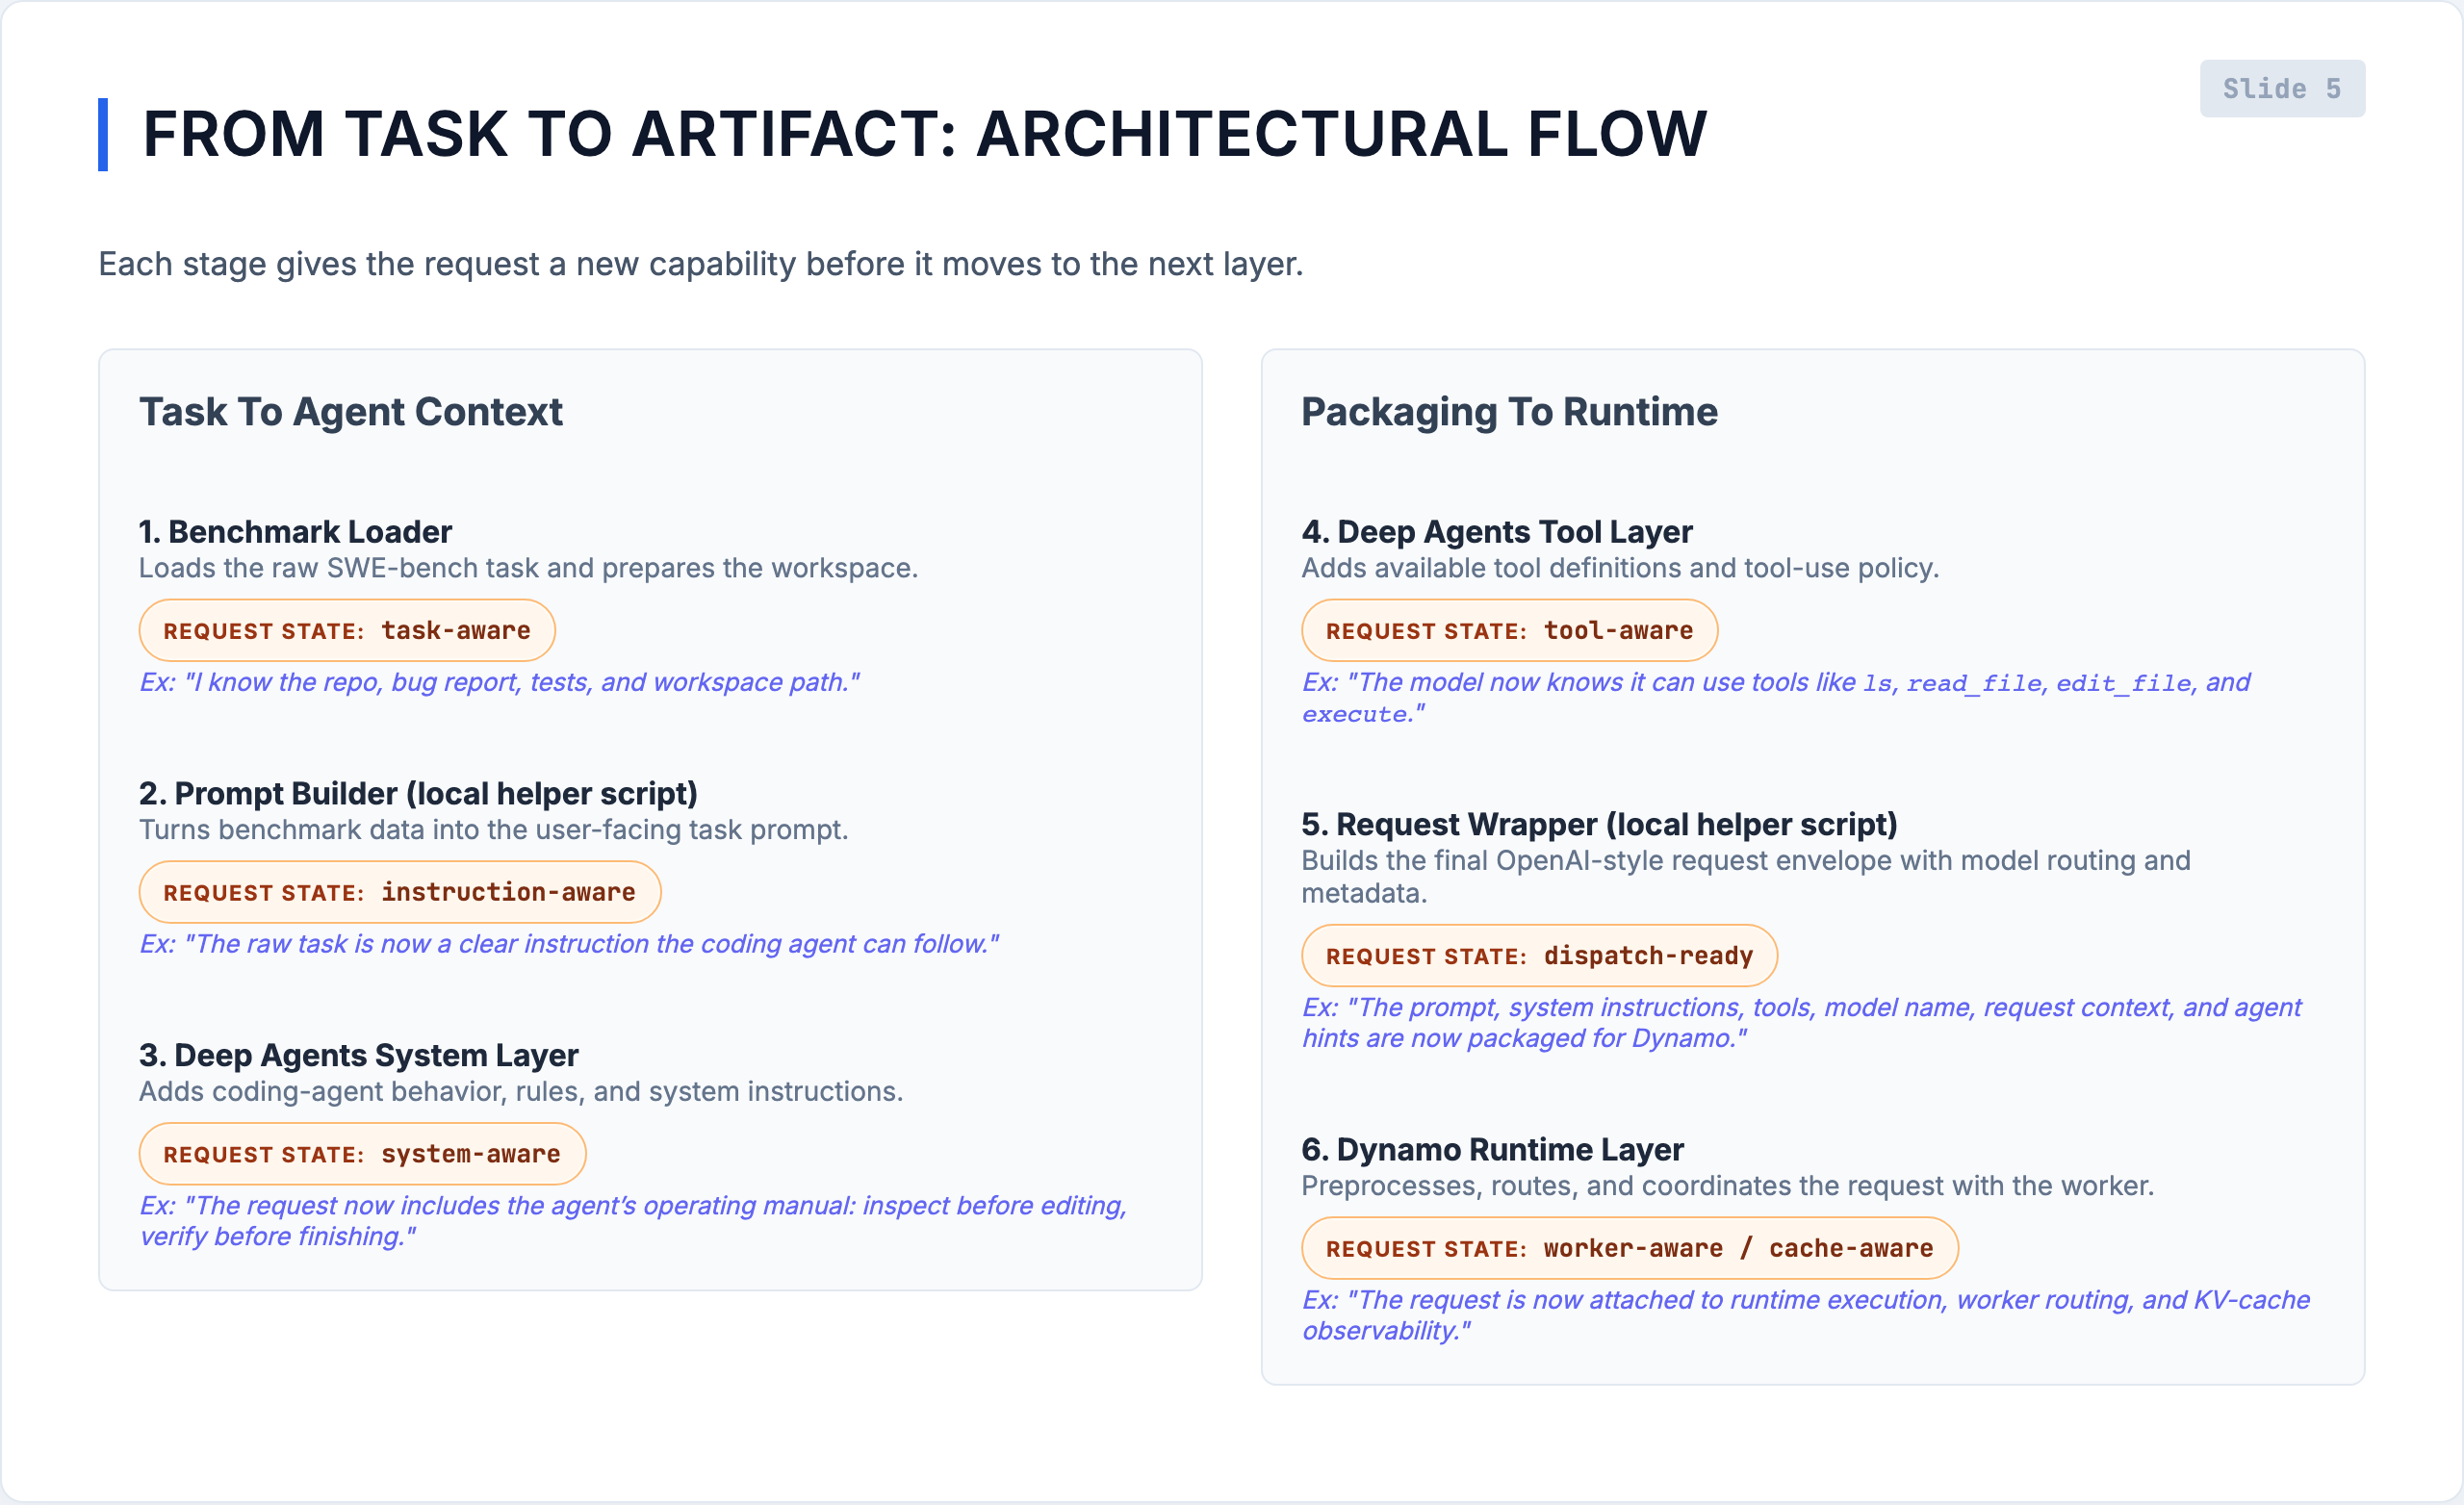 Slide 5
FROM TASK TO ARTIFACT: ARCHITECTURAL FLOW
Each stage gives the request a new capability before it moves to the next layer.
Task To Agent Context
1. Benchmark Loader
Loads the raw SWE-bench task and prepares the workspace.
REQUEST STATE: task-aware
Ex: "I know the repo, bug report, tests, and workspace path."
2. Prompt Builder (local helper script)
Turns benchmark data into the user-facing task prompt.
REQUEST STATE: instruction-aware
Ex: "The raw task is now a clear instruction the coding agent can follow."
3. Deep Agents System Layer
Adds coding-agent behavior, rules, and system instructions.
REQUEST STATE: system-aware
Ex: "The request now includes the agent’s operating manual: inspect before editing,
verify before finishing."
Packaging To Runtime
4. Deep Agents Tool Layer
Adds available tool definitions and tool-use policy.
REQUEST STATE: tool-aware
Ex: "The model now knows it can use tools like ls, read_file, edit_file, and
execute."
5. Request Wrapper (local helper script)
Builds the final OpenAI-style request envelope with model routing and
metadata.
REQUEST STATE: dispatch-ready
Ex: "The prompt, system instructions, tools, model name, request context, and agent
hints are now packaged for Dynamo."
6. Dynamo Runtime Layer
Preprocesses, routes, and coordinates the request with the worker.
REQUEST STATE: worker-aware / cache-aware
Ex: "The request is now attached to runtime execution, worker routing, and KV-cache
observability."